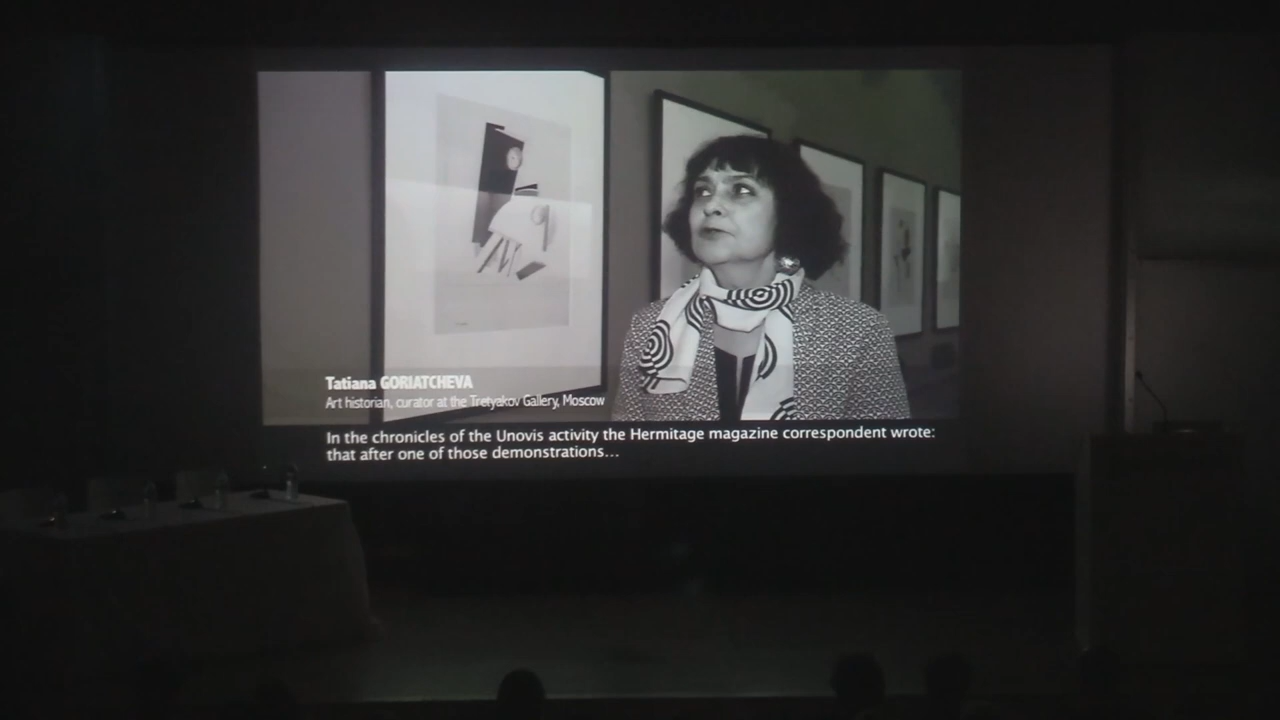 Tatiana GORIATCHEVA
Art historian, curator at the Tretyakov Gallery, Moscow
In the chronicles of the Unovis activity the Hermitage magazine correspondent wrote:
that after one of those demonstrations...